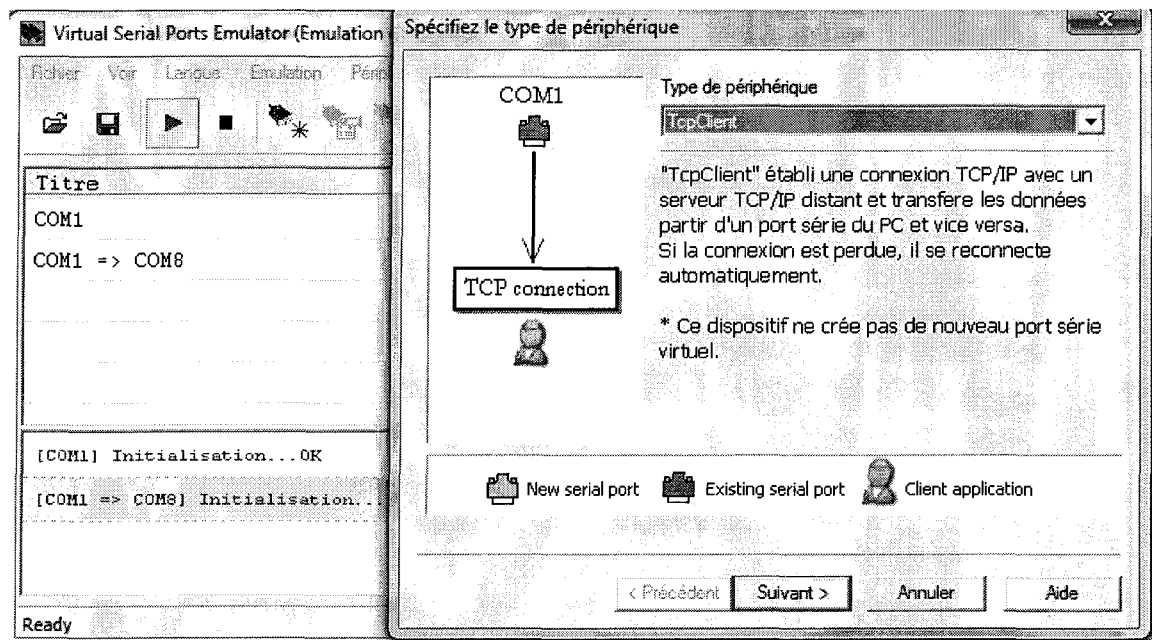 Virtual Serial Ports Emulator (Emulation
Fichier Voir Langue Emulation Périp
Titre
COM1
COM1 => COM8
[COM1] Initialisation...OK
[COM1 => COM8] Initialisation...
Ready
Spécifiez le type de périphérique
COM1
TCP connection
Type de périphérique
TcpClient
"TcpClient" établi une connexion TCP/IP avec un
serveur TCP/IP distant et transfere les données
partir d'un port série du PC et vice versa.
Si la connexion est perdue, il se reconnecte
automatiquement.
* Ce dispositif ne crée pas de nouveau port série
virtuel.
New serial port Existing serial port Client application
< Précédent Suivant > Annuler Aide